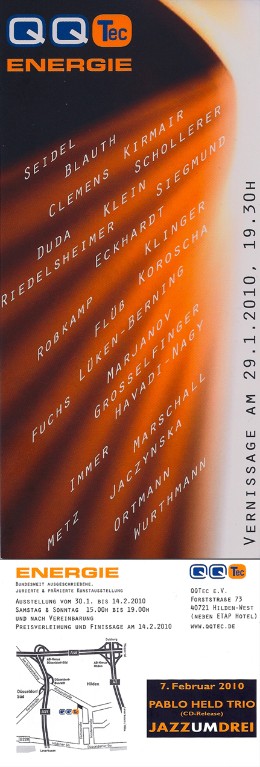 QQTec
ENERGIE
SEIDEL
BLAUTH KIRMAIR
CLEMENS SCHOLLERER
DUDA KLEIN SIEGMUND
RIEDELSHEIMER
ECKHARDT KLINGER
ROBKAMP FLÜB KOROSCHA
LÜKEN-BERNING
FUCHS MARJANOV
GROSSELFINGER
HAVADI-NAGY
IMMER MARSCHALL
METZ JACZYNSKA
ORTMANN
WURTHMANN
VERNISSAGE AM 29.1.2010, 19.30H
ENERGIE
BUNDESWEIT AUSGESCHRIEBENE,
JURIERTE & PRÄMIERTE KUNSTAUSSTELLUNG
AUSSTELLUNG VOM 30.1. BIS 14.2.2010
SAMSTAG & SONNTAG 15.00H BIS 19.00H
UND NACH VEREINBARUNG
PREISVERLEIHUNG UND FINISSAGE AM 14.2.2010
QQTec
QQTEC E.V.
FORSTSTRASSE 73
40721 HILDEN-WEST
(NEBEN ETAP HOTEL)
WWW.QQTEC.DE
Hilden
7. Februar 2010
PABLO HELD TRIO
(CD-Release)
JAZZUMDREI